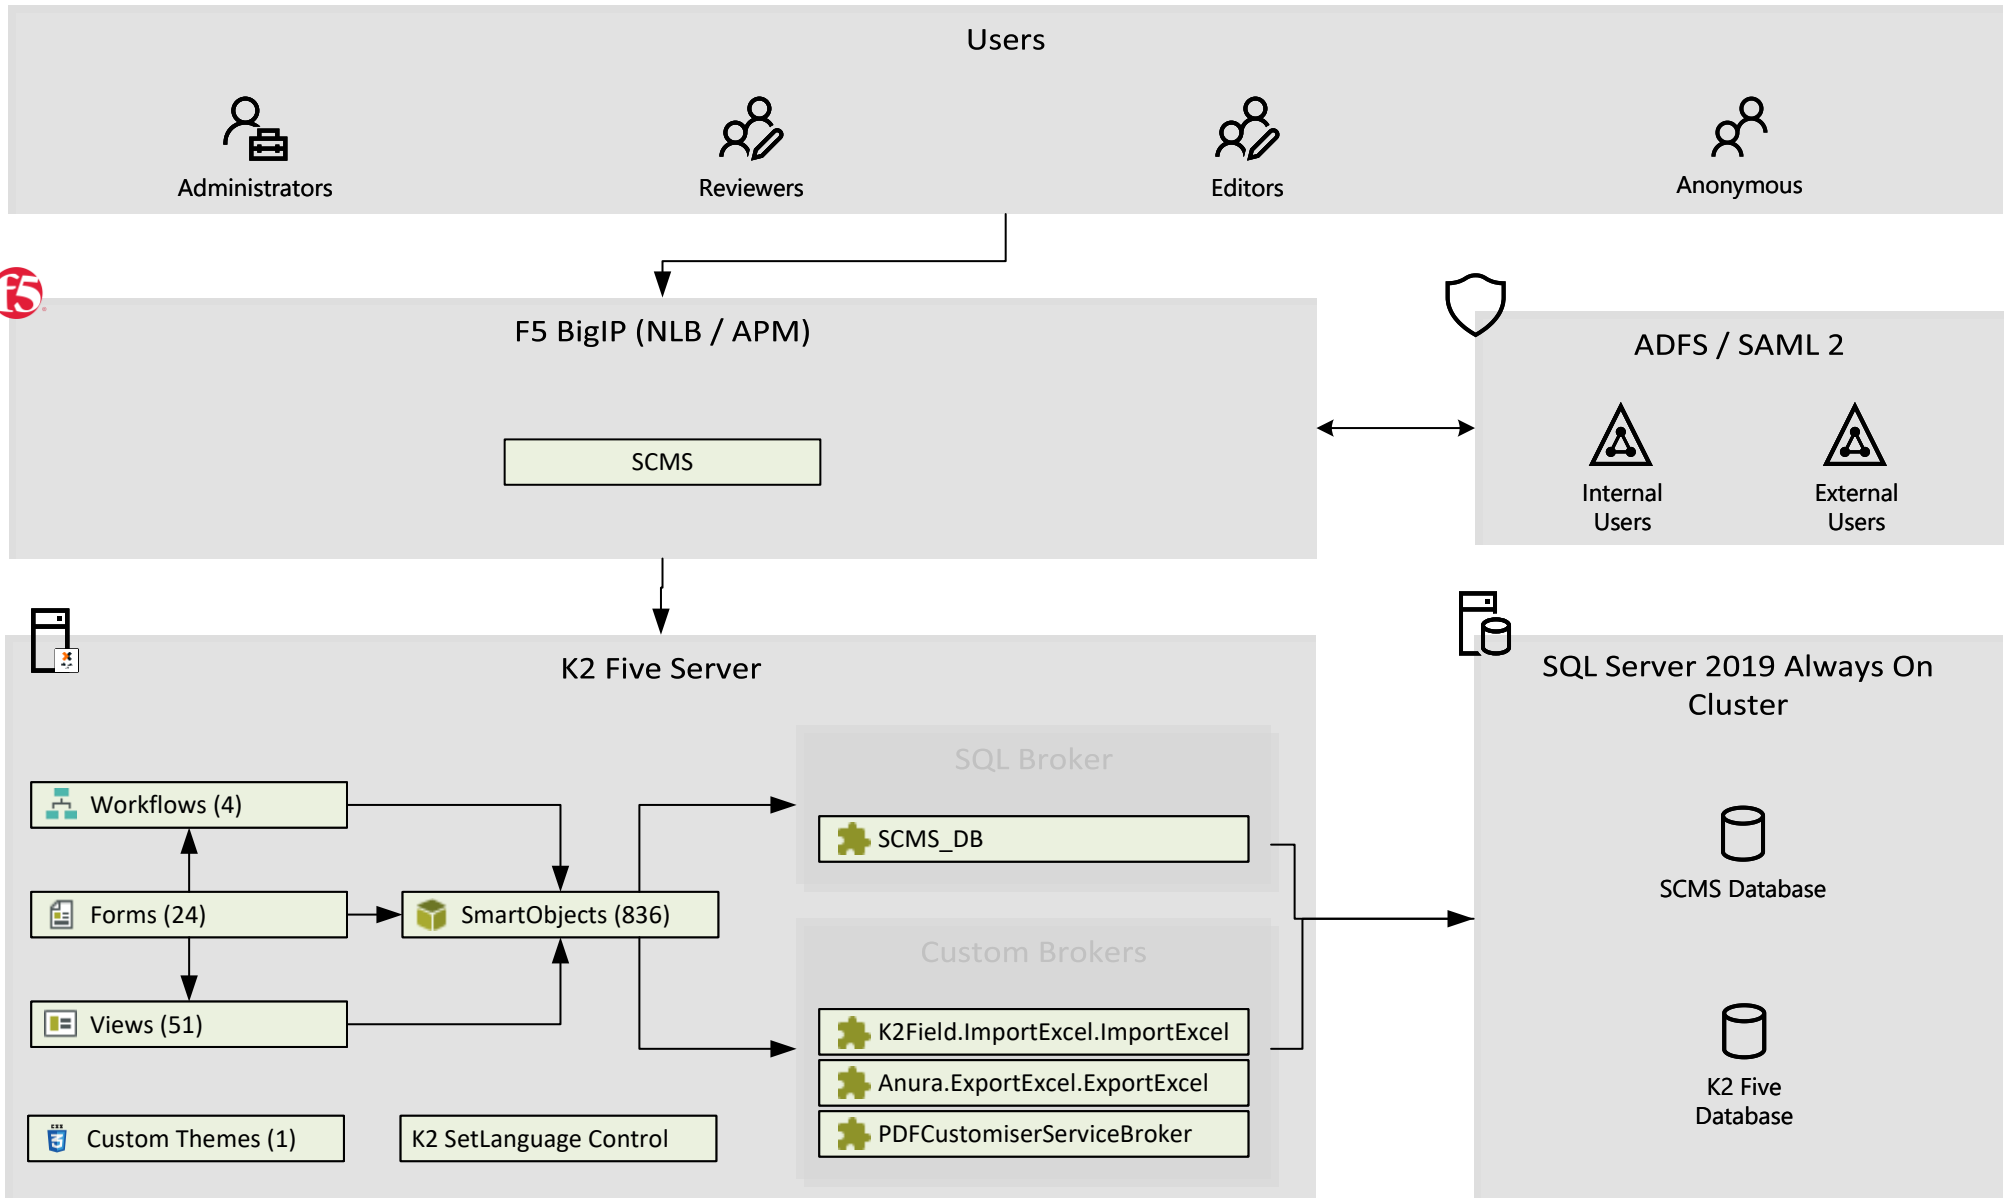 Users
Administrators
Reviewers
Editors
Anonymous
f5
F5 BigIP (NLB / APM)
SCMS
ADFS / SAML 2
Internal
Users
External
Users
K2 Five Server
Workflows (4)
Forms (24)
Views (51)
SmartObjects (836)
Custom Themes (1)
K2 SetLanguage Control
SQL Broker
SCMS_DB
Custom Brokers
K2Field.ImportExcel.ImportExcel
Anura.ExportExcel.ExportExcel
PDFCustomiserServiceBroker
SQL Server 2019 Always On
Cluster
SCMS Database
K2 Five
Database